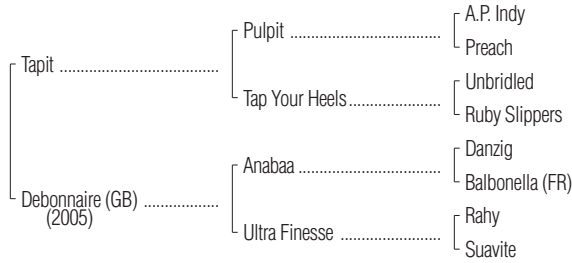 A.P. Indy
Pulpit
Preach
Tapit
Unbridled
Tap Your Heels
Ruby Slippers
Danzig
Anabaa
Balbonella (FR)
Debonnaire (GB)
(2005)
Rahy
Ultra Finesse
Suavite